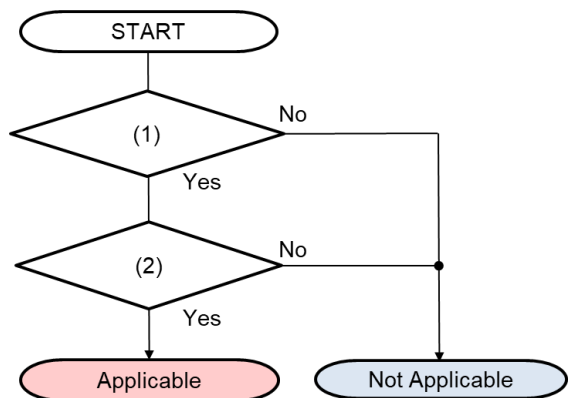 START
(1)
No
Yes
(2)
No
Yes
Applicable
Not Applicable